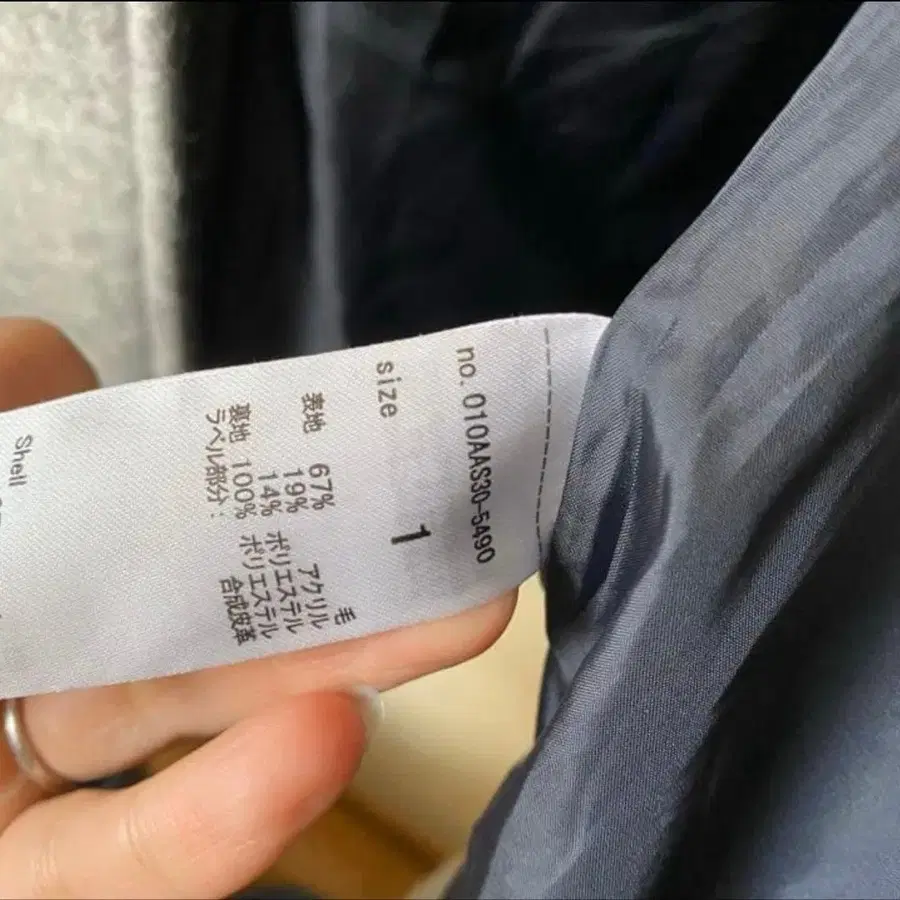 no.010AAS30-5490
size 1
表地 67% 毛
19% アクリル
14% ポリエステル
裏地 100% ポリエステル
ラベル部分: 合成皮革
Shell